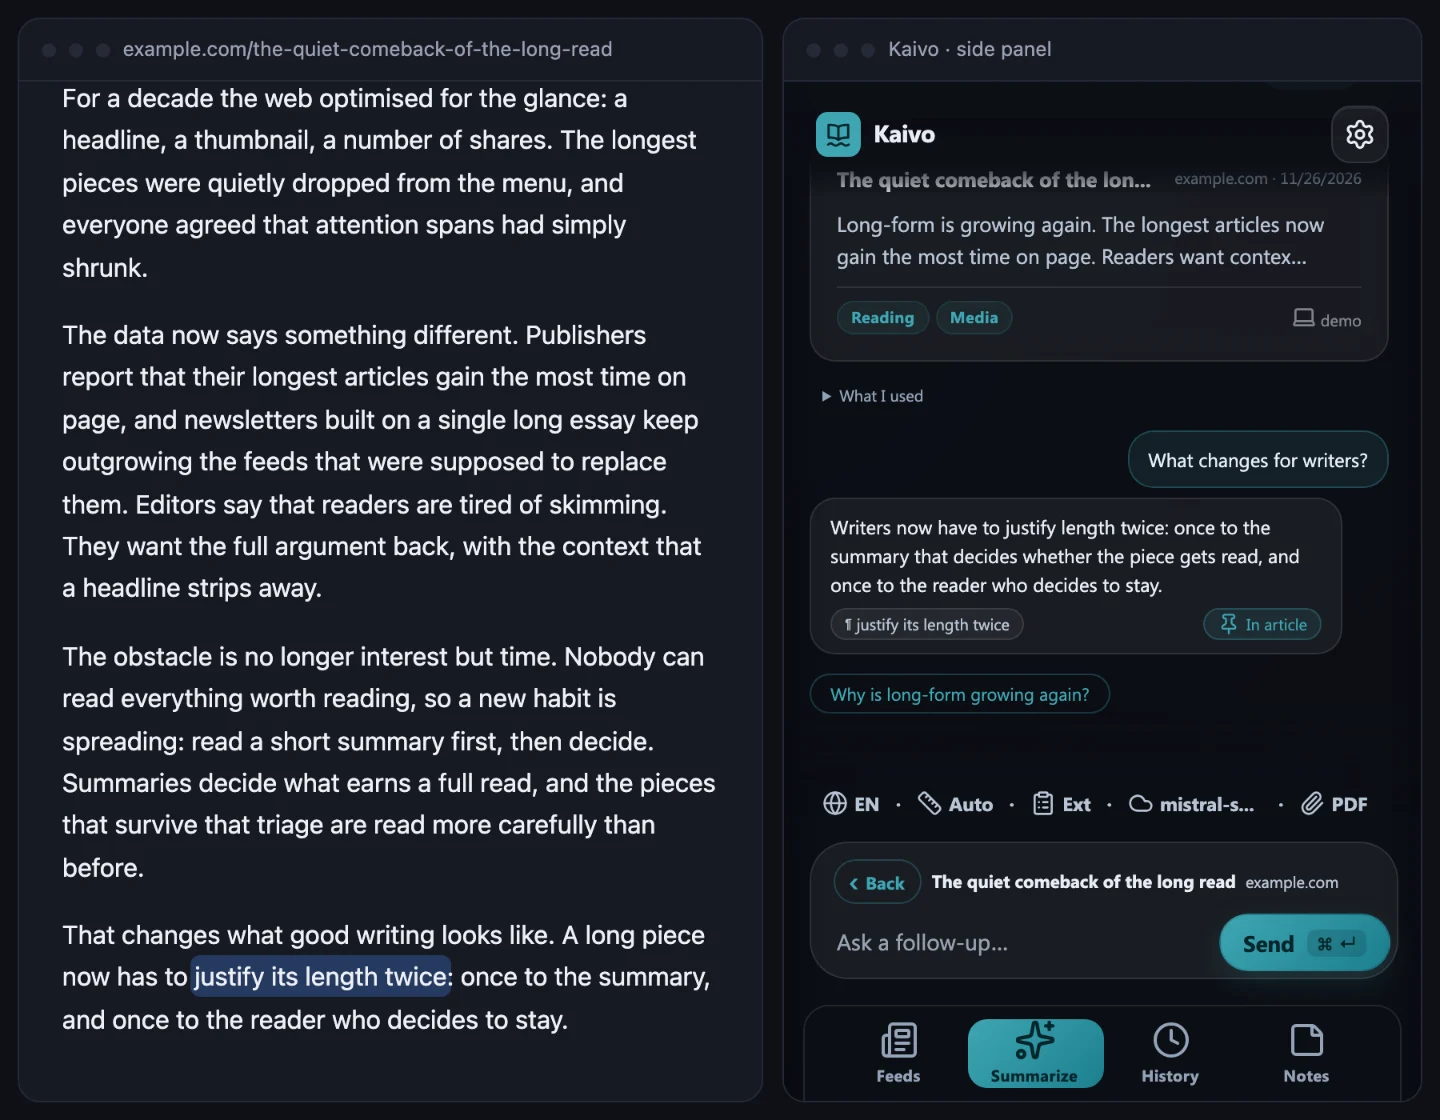 example.com/the-quiet-comeback-of-the-long-read
For a decade the web optimised for the glance: a
headline, a thumbnail, a number of shares. The longest
pieces were quietly dropped from the menu, and
everyone agreed that attention spans had simply
shrunk.
The data now says something different. Publishers
report that their longest articles gain the most time on
page, and newsletters built on a single long essay keep
outgrowing the feeds that were supposed to replace
them. Editors say that readers are tired of skimming.
They want the full argument back, with the context that
a headline strips away.
The obstacle is no longer interest but time. Nobody can
read everything worth reading, so a new habit is
spreading: read a short summary first, then decide.
Summaries decide what earns a full read, and the pieces
that survive that triage are read more carefully than
before.
That changes what good writing looks like. A long piece
now has to justify its length twice: once to the summary,
and once to the reader who decides to stay.
Kaivo · side panel
Kaivo
The quiet comeback of the lon... example.com · 11/26/2026
Long-form is growing again. The longest articles now
gain the most time on page. Readers want contex...
Reading Media demo
▶ What I used
What changes for writers?
Writers now have to justify length twice: once to the
summary that decides whether the piece gets read, and
once to the reader who decides to stay.
¶ justify its length twice In article
Why is long-form growing again?
EN · Auto · Ext · mistral-s... · PDF
‹ Back The quiet comeback of the long read example.com
Ask a follow-up...
Send ⌘ ↵
Feeds Summarize History Notes